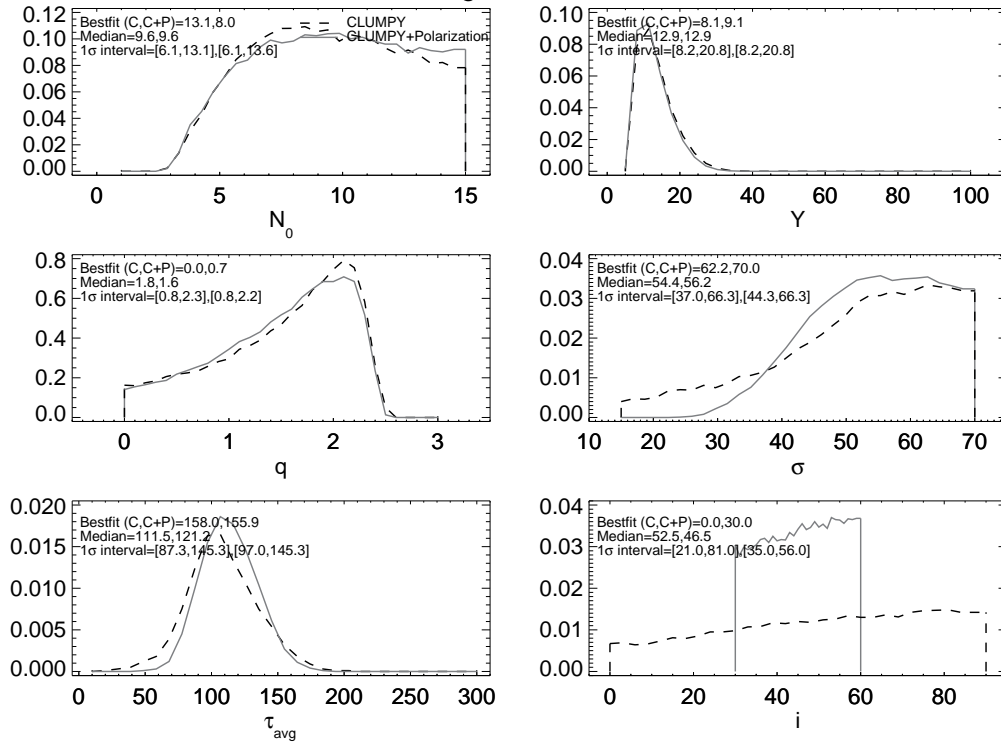 Bestfit (C,C+P)=13.1,8.0
Median=9.6,9.6
1σ interval=[6.1,13.1],[6.1,13.6]
CLUMPY
CLUMPY+Polarization
0.12
0.10
0.08
0.06
0.04
0.02
0.00
0 5 10 15
N0
Bestfit (C,C+P)=8.1,9.1
Median=12.9,12.9
1σ interval=[8.2,20.8],[8.2,20.8]
0.10
0.08
0.06
0.04
0.02
0.00
0 20 40 60 80 100
Y
Bestfit (C,C+P)=0.0,0.7
Median=1.8,1.6
1σ interval=[0.8,2.3],[0.8,2.2]
0.8
0.6
0.4
0.2
0.0
0 1 2 3
q
Bestfit (C,C+P)=62.2,70.0
Median=54.4,56.2
1σ interval=[37.0,66.3],[44.3,66.3]
0.04
0.03
0.02
0.01
0.00
10 20 30 40 50 60 70
σ
Bestfit (C,C+P)=158.0,155.9
Median=111.5,121.2
1σ interval=[87.3,145.3],[97.0,145.3]
0.020
0.015
0.010
0.005
0.000
0 50 100 150 200 250 300
τavg
Bestfit (C,C+P)=0.0,30.0
Median=52.5,46.5
1σ interval=[21.0,81.0],[35.0,56.0]
0.04
0.03
0.02
0.01
0.00
0 20 40 60 80
i